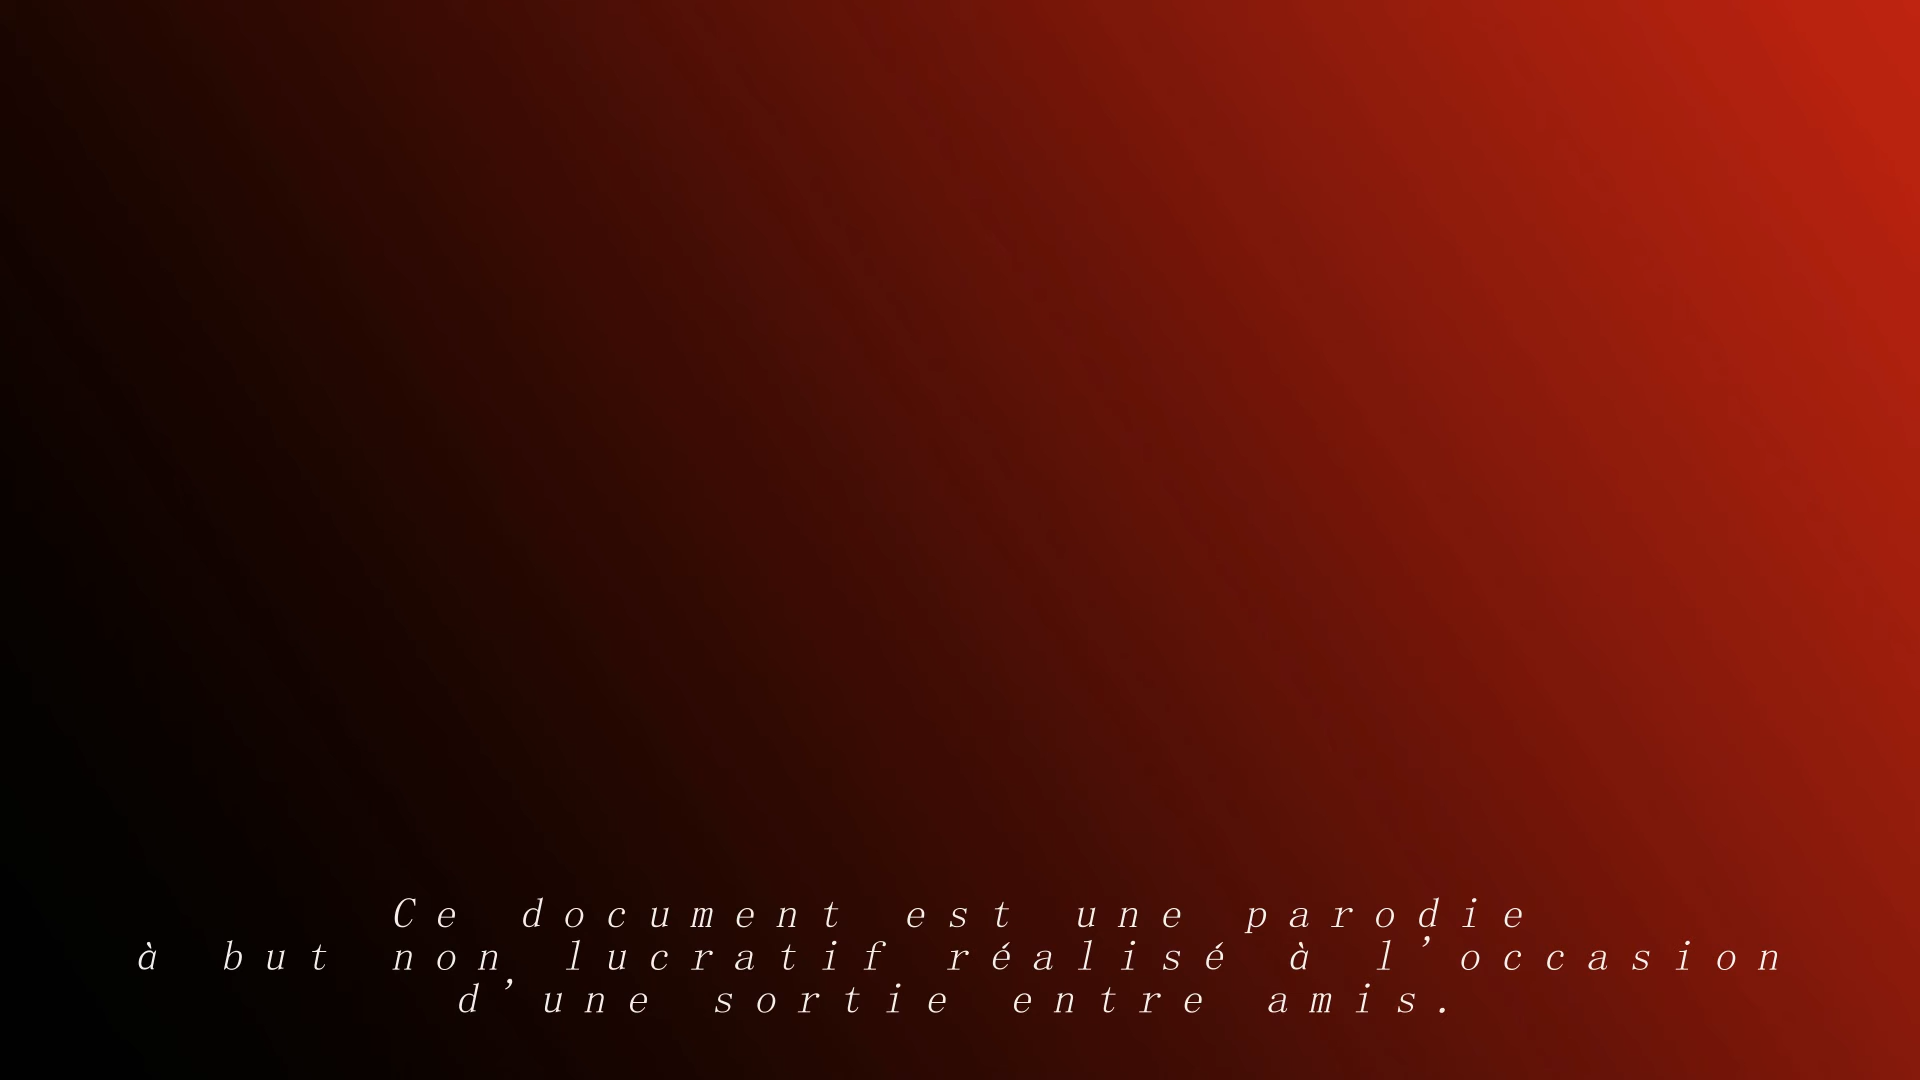 Ce document est une parodie
à but non lucratif réalisé à l’occasion
d’une sortie entre amis.